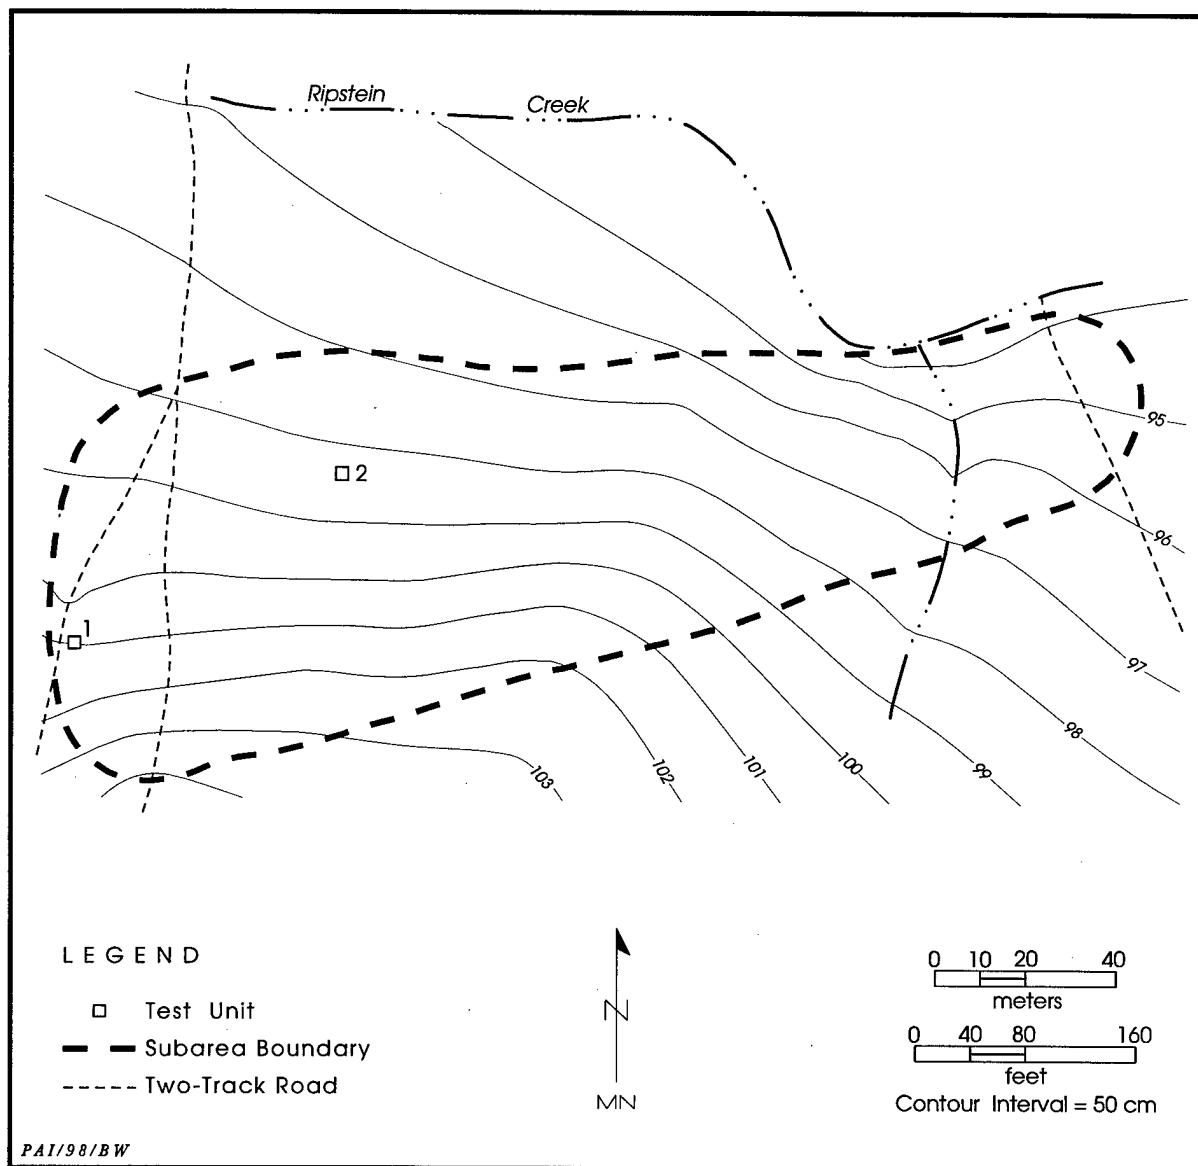 Ripstein Creek
2
1
95
96
97
98
99
100
101
102
103
LEGEND
Test Unit
Subarea Boundary
Two-Track Road
N
MN
0 10 20 40
meters
0 40 80 160
feet
Contour Interval = 50 cm
PAI/98/BW